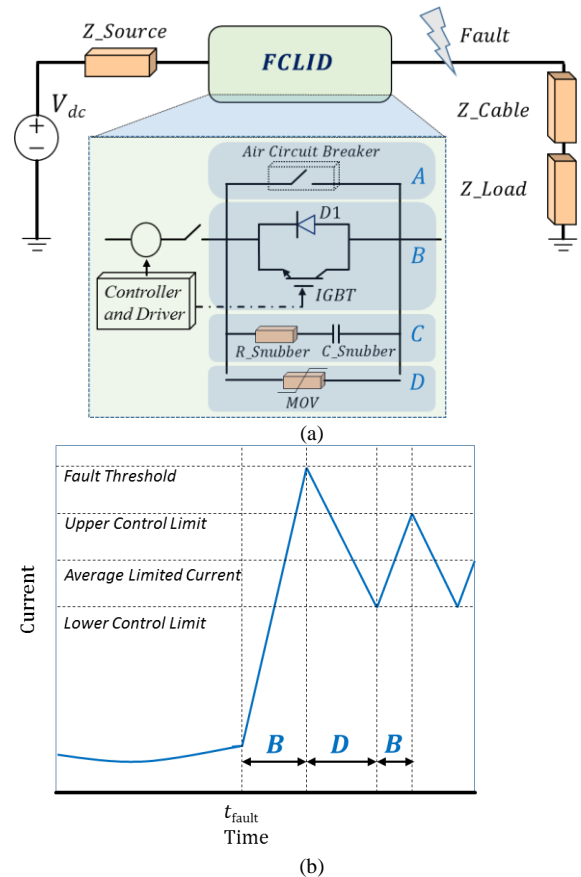 Z_Source
FCLID
Fault
V_dc
Z_Cable
Z_Load
Air Circuit Breaker
A
D1
B
IGBT
Controller
and Driver
C
R_Snubber
C_Snubber
D
MOV
(a)
Fault Threshold
Upper Control Limit
Average Limited Current
Lower Control Limit
Current
B
D
B
t_fault
Time
(b)